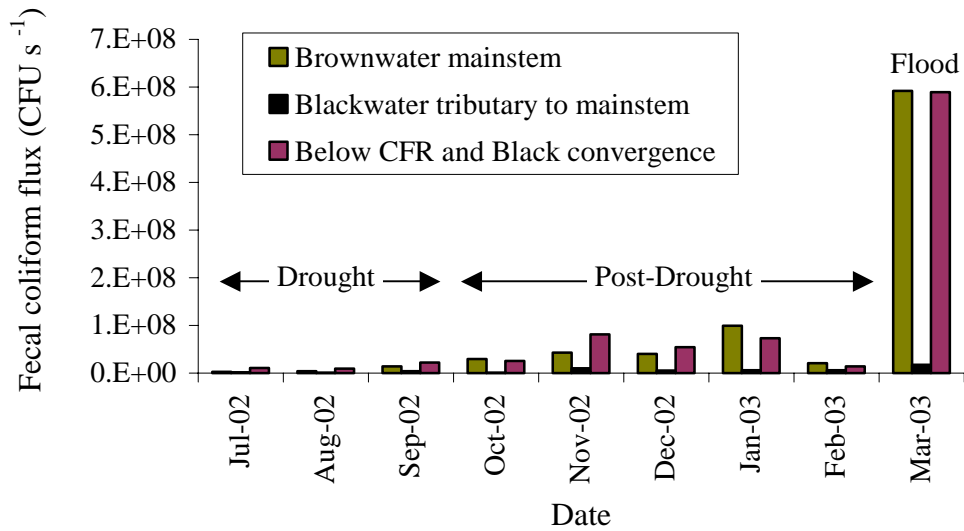 Fecal coliform flux (CFU s -1)
7.E+08
6.E+08
5.E+08
4.E+08
3.E+08
2.E+08
1.E+08
0.E+00
Brownwater mainstem
Blackwater tributary to mainstem
Below CFR and Black convergence
Flood
Drought
Post-Drought
Jul-02
Aug-02
Sep-02
Oct-02
Nov-02
Dec-02
Jan-03
Feb-03
Mar-03
Date